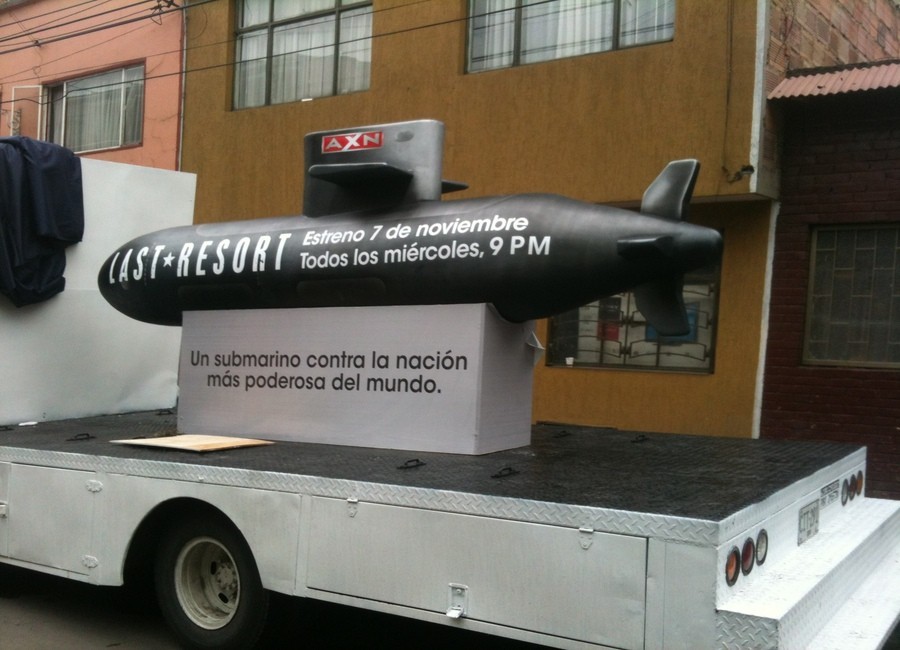 AXN
LAST★RESORT
Estreno 7 de noviembre
Todos los miércoles, 9 PM
Un submarino contra la nación
más poderosa del mundo.